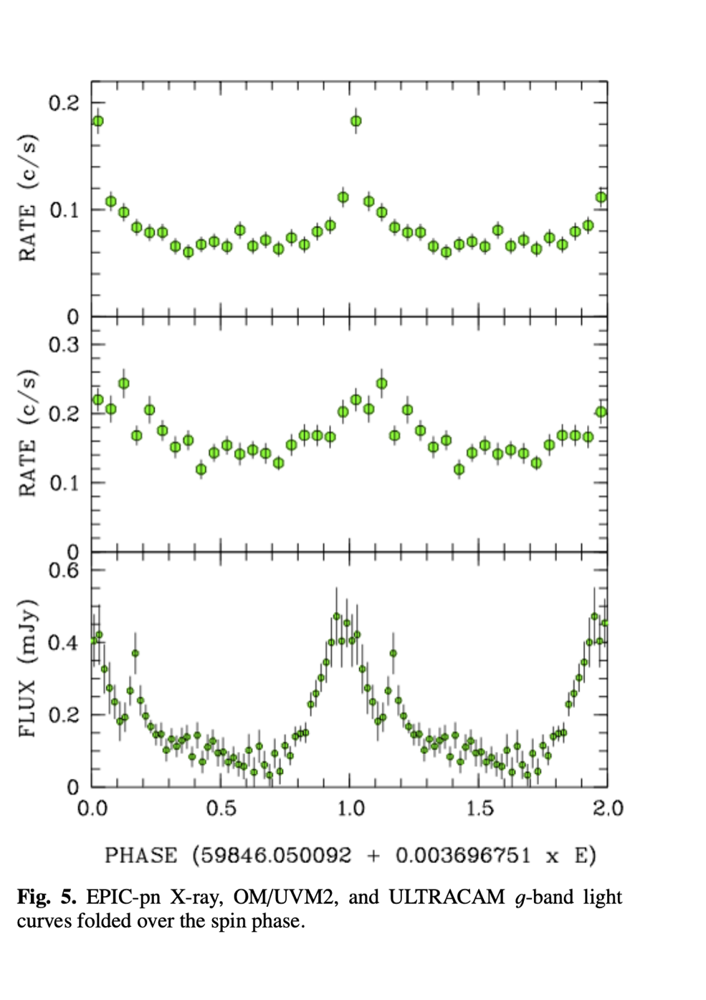 0.2
RATE (c/s)
0.1
0
0.3
RATE (c/s)
0.2
0.1
0
0.6
FLUX (mJy)
0.4
0.2
0
0.0 0.5 1.0 1.5 2.0
PHASE (59846.050092 + 0.003696751 x E)
Fig. 5. EPIC-pn X-ray, OM/UVM2, and ULTRACAM g-band light
curves folded over the spin phase.